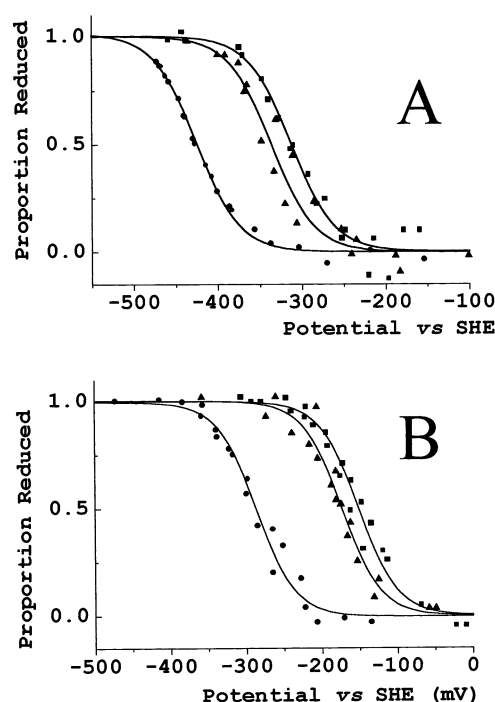 A
1.0
0.5
0.0
Proportion Reduced
-500 -400 -300 -200 -100
Potential vs SHE
B
1.0
0.5
0.0
Proportion Reduced
-500 -400 -300 -200 -100 0
Potential vs SHE (mV)